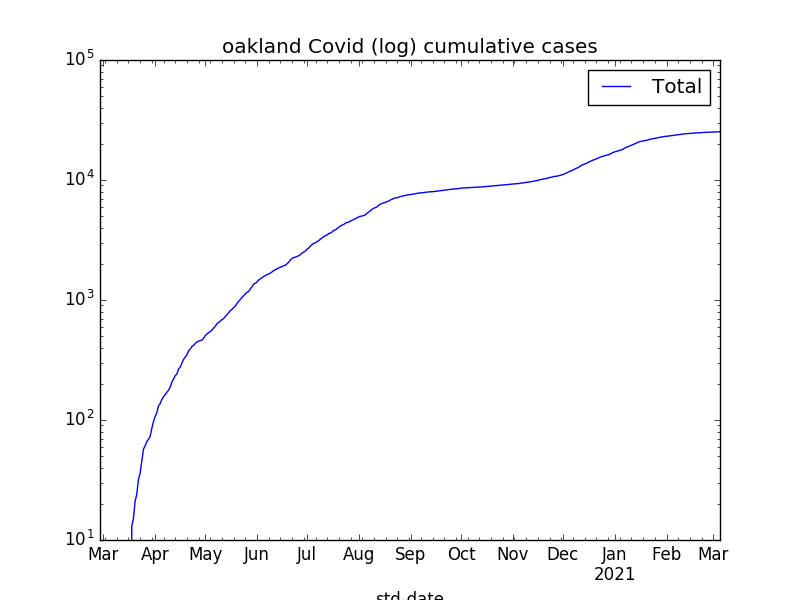 oakland Covid (log) cumulative cases
Total
10^5
10^4
10^3
10^2
10^1
Mar Apr May Jun Jul Aug Sep Oct Nov Dec Jan Feb Mar
2021
std-date